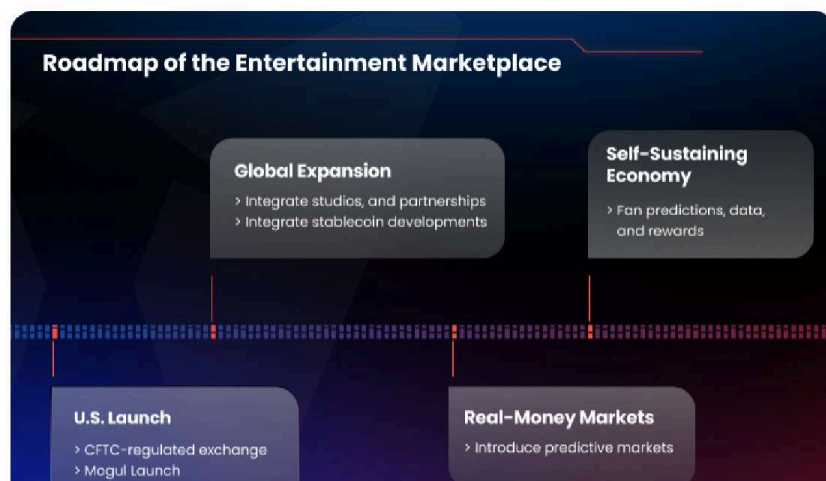 Roadmap of the Entertainment Marketplace
Global Expansion
> Integrate studios, and partnerships
> Integrate stablecoin developments
Self-Sustaining
Economy
> Fan predictions, data,
and rewards
U.S. Launch
> CFTC-regulated exchange
> Mogul Launch
Real-Money Markets
> Introduce predictive markets